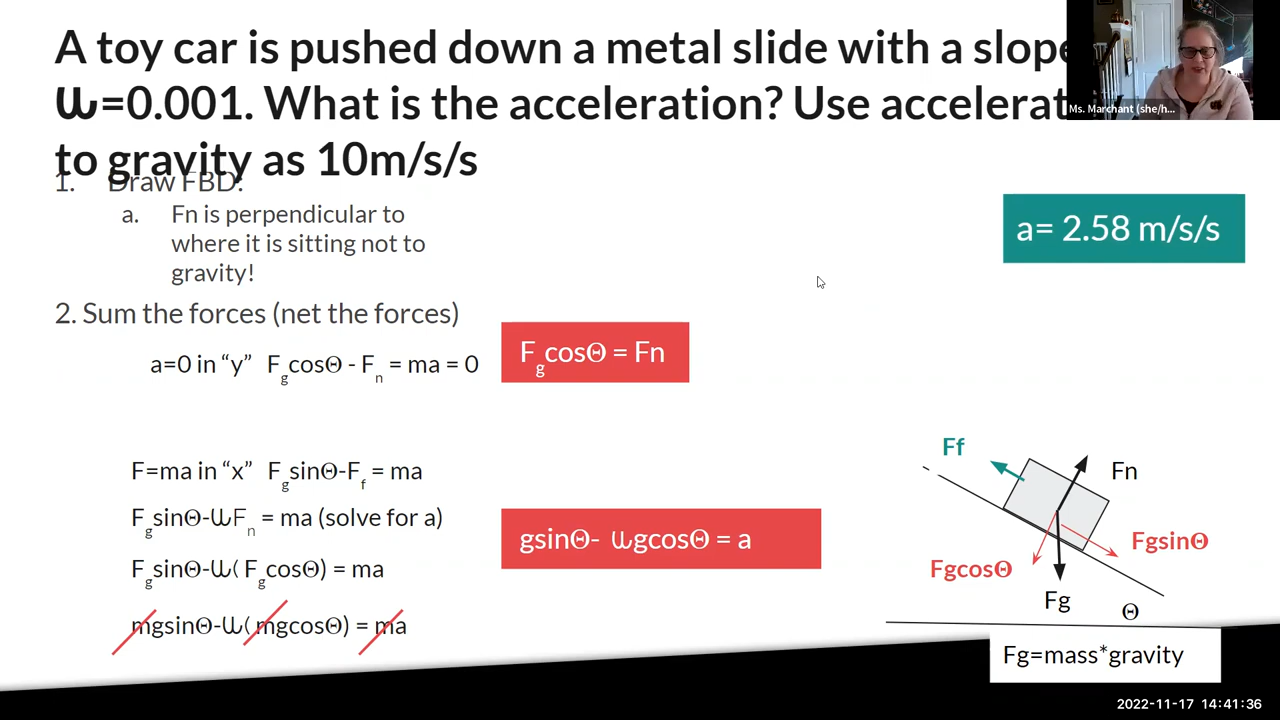 A toy car is pushed down a metal slide with a slope
ɯ=0.001. What is the acceleration? Use accelerat
to gravity as 10m/s/s
Ms. Marchant (she/h...
1. Draw FBD:
a. Fn is perpendicular to
where it is sitting not to
gravity!
a= 2.58 m/s/s
2. Sum the forces (net the forces)
a=0 in “y” FgcosΘ - Fn = ma = 0
FgcosΘ = Fn
F=ma in “x” FgsinΘ-Ff = ma
FgsinΘ-ɯFn = ma (solve for a)
FgsinΘ-ɯ( FgcosΘ) = ma
mgsinΘ-ɯ( mgcosΘ) = ma
gsinΘ- ɯgcosΘ = a
Ff
Fn
FgsinΘ
FgcosΘ
Fg
Θ
Fg=mass*gravity
2022-11-17 14:41:36